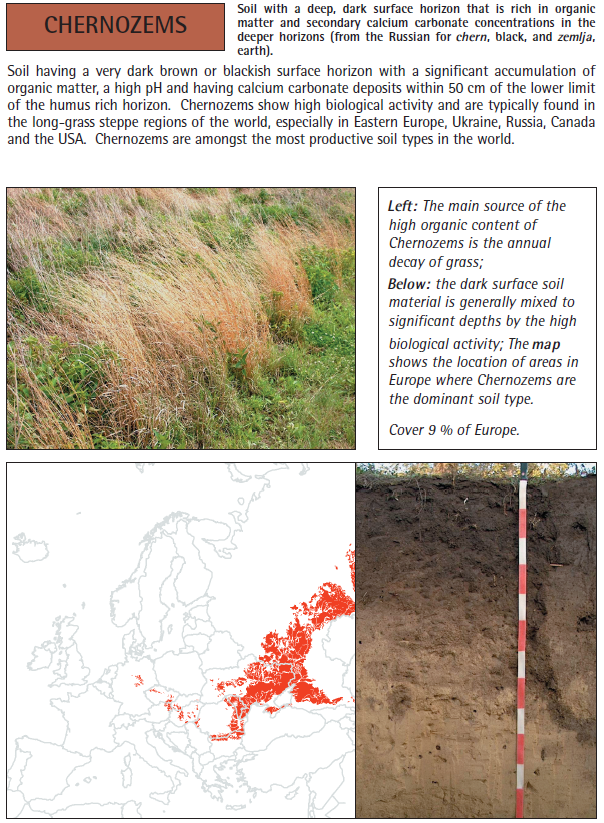 CHERNOZEMS
Soil with a deep, dark surface horizon that is rich in organic
matter and secondary calcium carbonate concentrations in the
deeper horizons (from the Russian for chern, black, and zemlja,
earth).
Soil having a very dark brown or blackish surface horizon with a significant accumulation of
organic matter, a high pH and having calcium carbonate deposits within 50 cm of the lower limit
of the humus rich horizon.  Chernozems show high biological activity and are typically found in
the long-grass steppe regions of the world, especially in Eastern Europe, Ukraine, Russia, Canada
and the USA.  Chernozems are amongst the most productive soil types in the world.
Left: The main source of the
high organic content of
Chernozems is the annual
decay of grass;
Below: the dark surface soil
material is generally mixed to
significant depths by the high
biological activity; The map
shows the location of areas in
Europe where Chernozems are
the dominant soil type.
Cover 9 % of Europe.